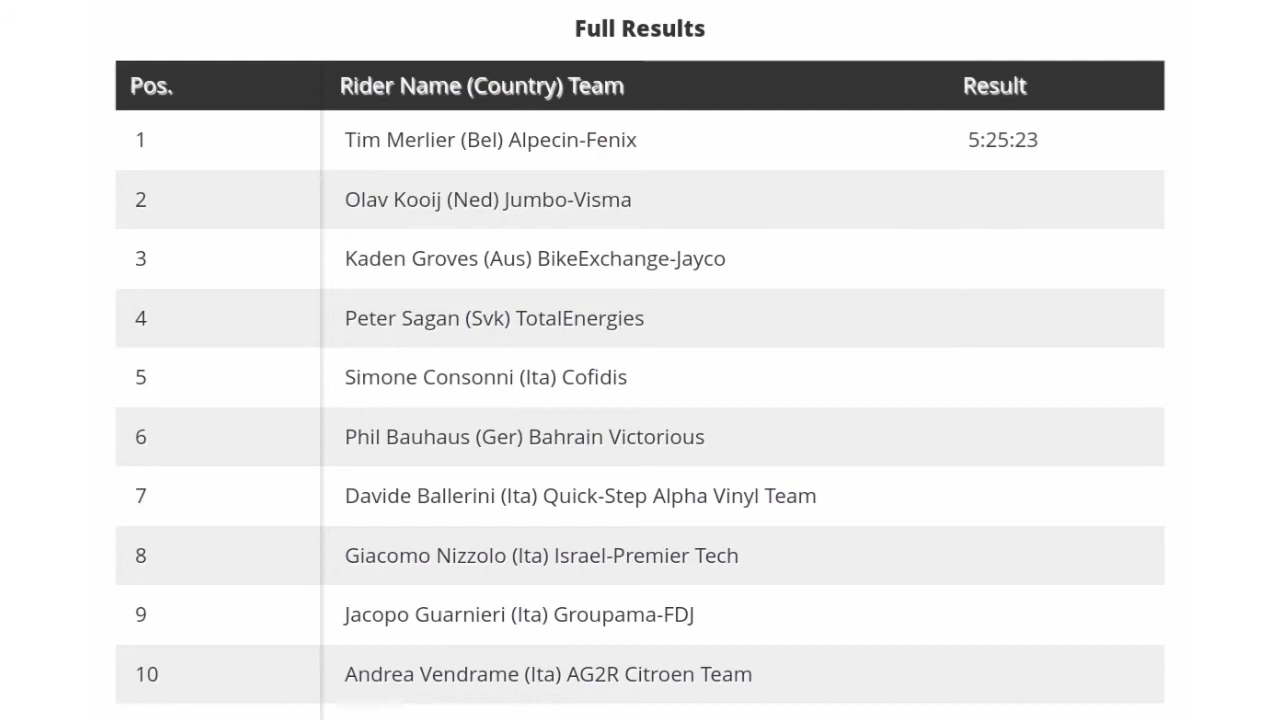 Full Results
Pos. Rider Name (Country) Team Result
1 Tim Merlier (Bel) Alpecin-Fenix 5:25:23
2 Olav Kooij (Ned) Jumbo-Visma
3 Kaden Groves (Aus) BikeExchange-Jayco
4 Peter Sagan (Svk) TotalEnergies
5 Simone Consonni (Ita) Cofidis
6 Phil Bauhaus (Ger) Bahrain Victorious
7 Davide Ballerini (Ita) Quick-Step Alpha Vinyl Team
8 Giacomo Nizzolo (Ita) Israel-Premier Tech
9 Jacopo Guarnieri (Ita) Groupama-FDJ
10 Andrea Vendrame (Ita) AG2R Citroen Team